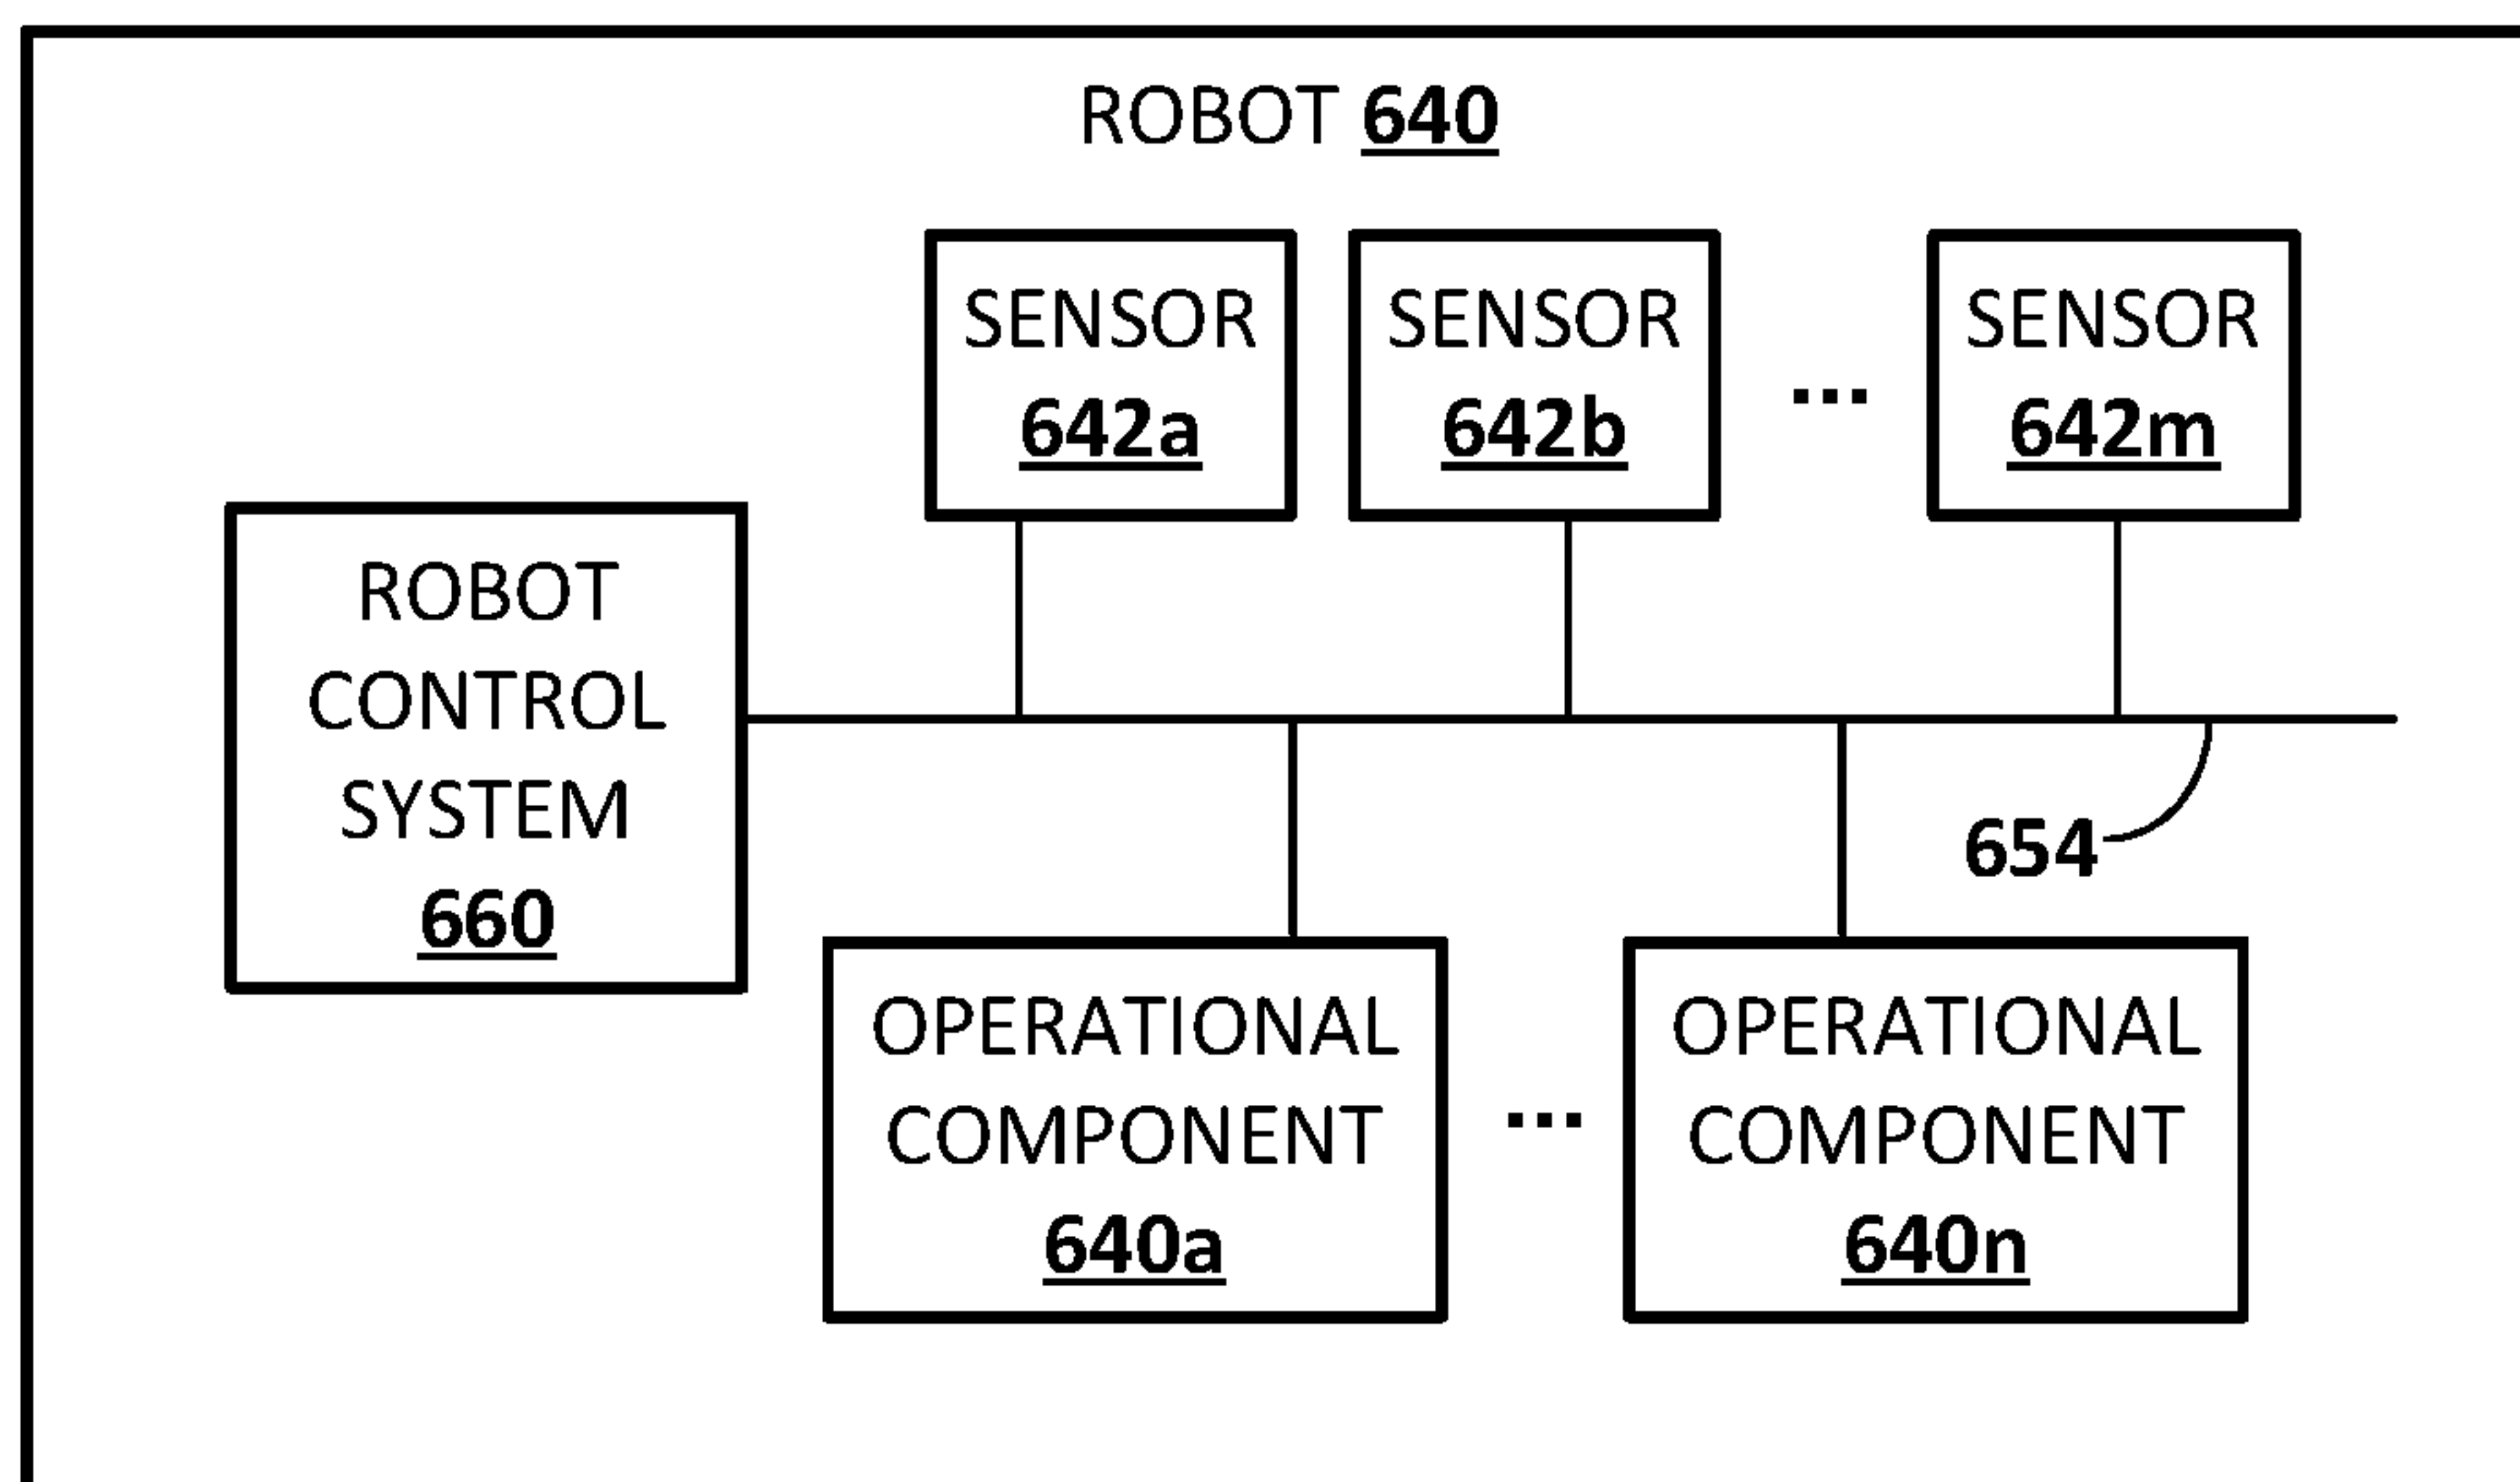 ROBOT 640
SENSOR
642a
SENSOR
642b
...
SENSOR
642m
ROBOT
CONTROL
SYSTEM
660
654
OPERATIONAL
COMPONENT
640a
...
OPERATIONAL
COMPONENT
640n